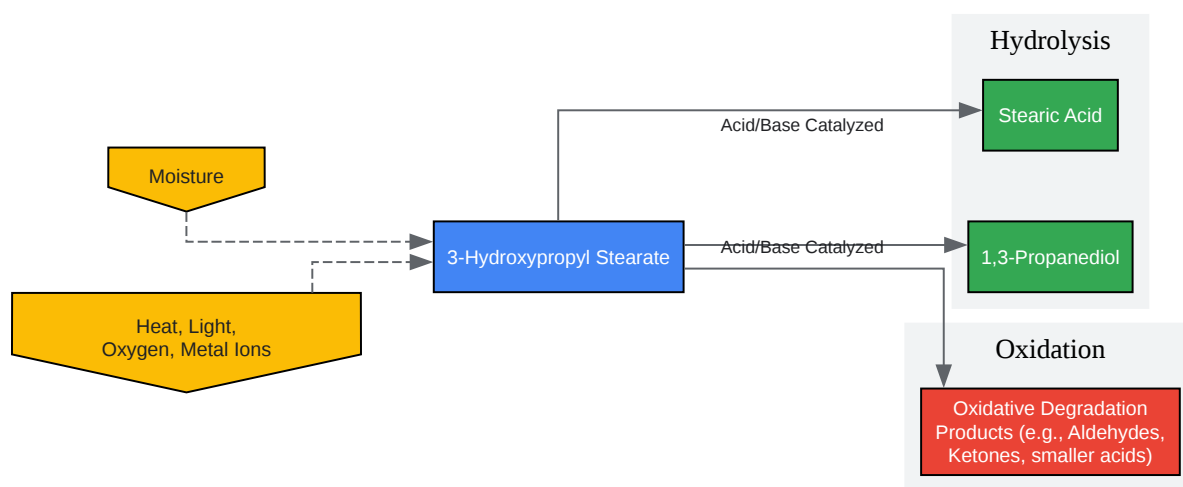 Hydrolysis
Stearic Acid
Acid/Base Catalyzed
Moisture
3-Hydroxypropyl Stearate
Acid/Base Catalyzed
1,3-Propanediol
Heat, Light,
Oxygen, Metal Ions
Oxidation
Oxidative Degradation
Products (e.g., Aldehydes,
Ketones, smaller acids)